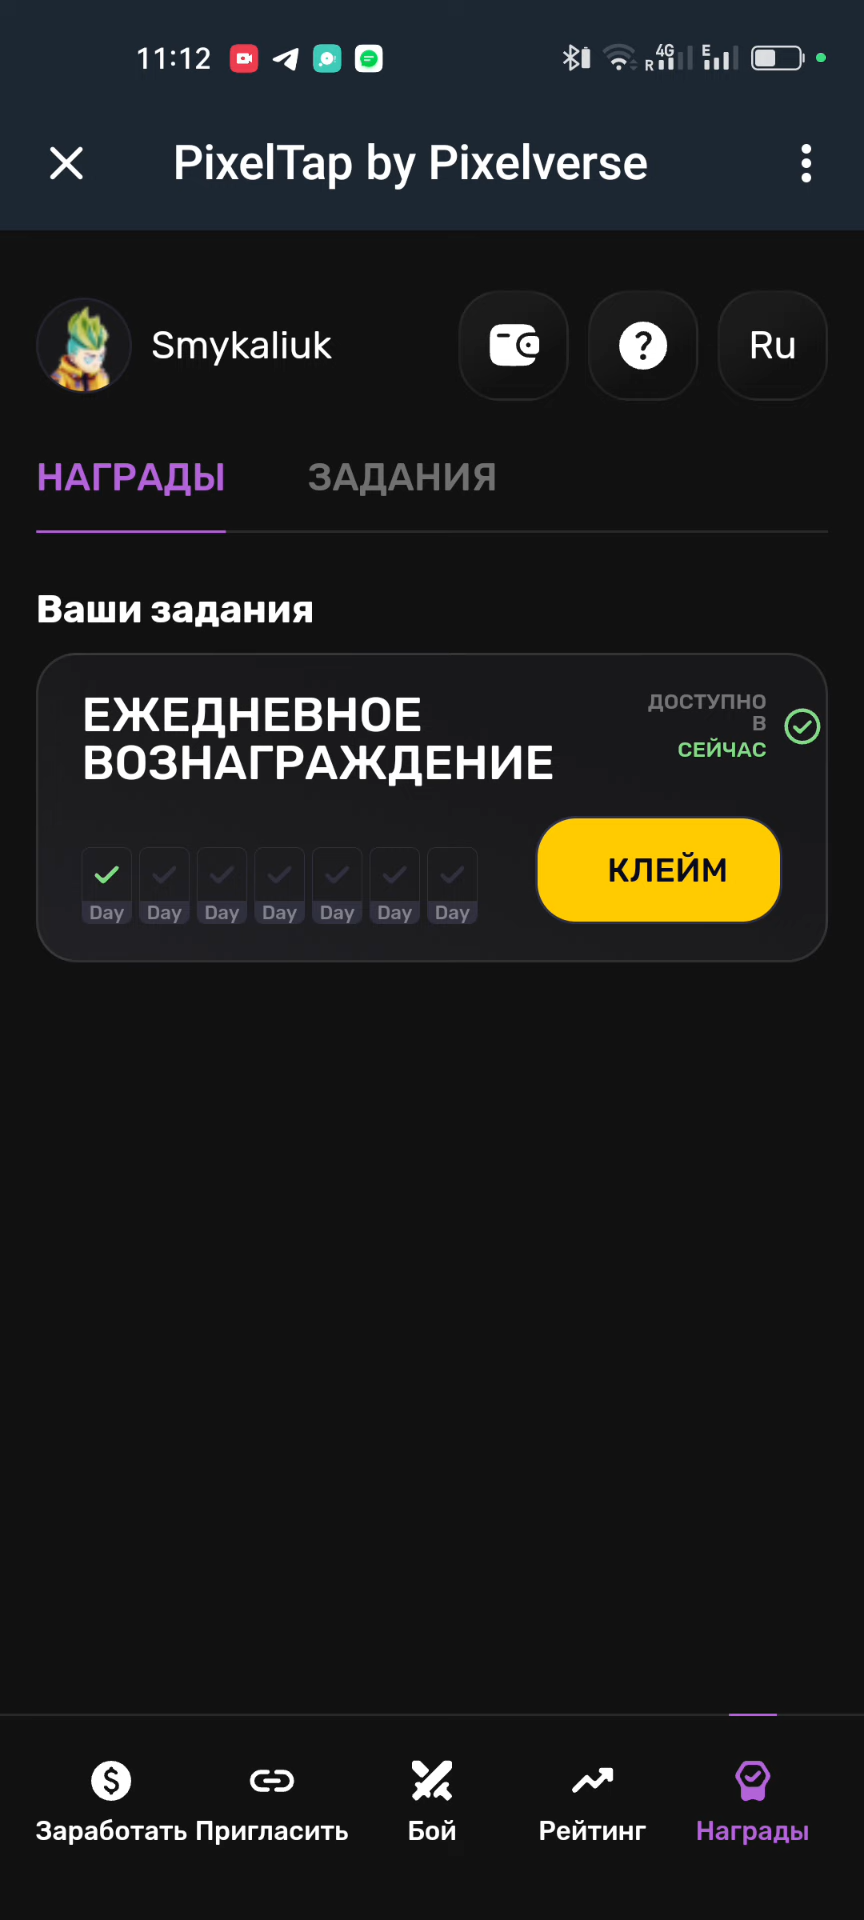 11:12
4G
R
E
PixelTap by Pixelverse
Smykaliuk
Ru
НАГРАДЫ
ЗАДАНИЯ
Ваши задания
ЕЖЕДНЕВНОЕ
ВОЗНАГРАЖДЕНИЕ
ДОСТУПНО
В
СЕЙЧАС
Day Day Day Day Day Day Day
КЛЕЙМ
Заработать Пригласить Бой Рейтинг Награды